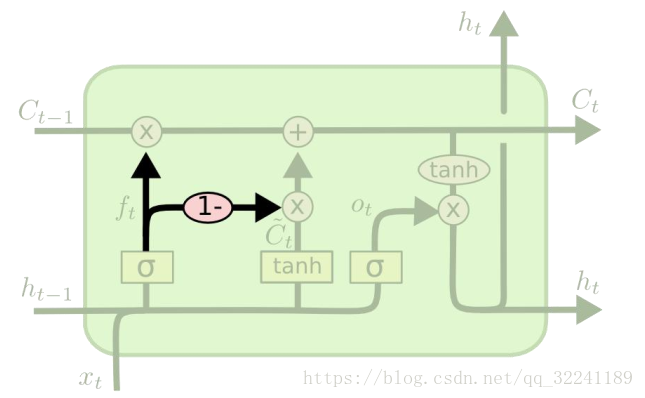 h_t
C_{t-1}
x
+
C_t
tanh
f_t
1-
x
\tilde{C}_t
o_t
x
σ
tanh
σ
h_{t-1}
h_t
x_t
https://blog.csdn.net/qq_32241189